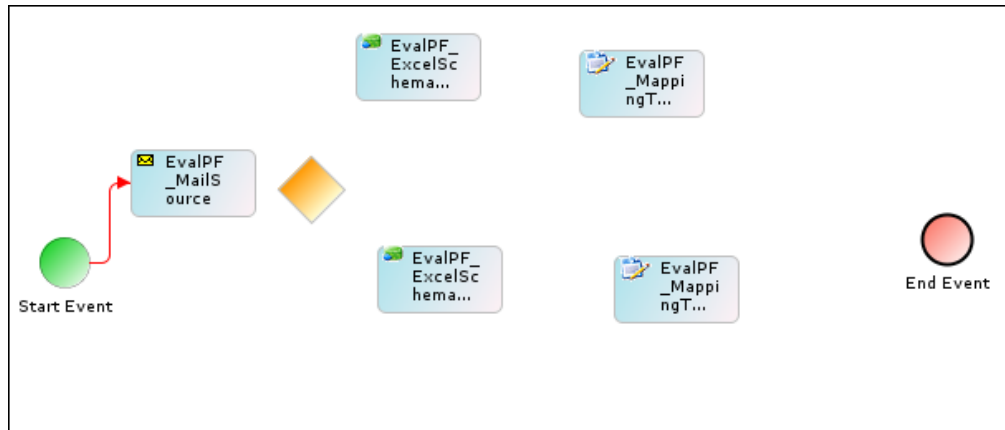 EvalPF_
ExcelSc
hema...
EvalPF
_Mappi
ngT...
EvalPF
_MailS
ource
Start Event
EvalPF_
ExcelSc
hema...
EvalPF
_Mappi
ngT...
End Event